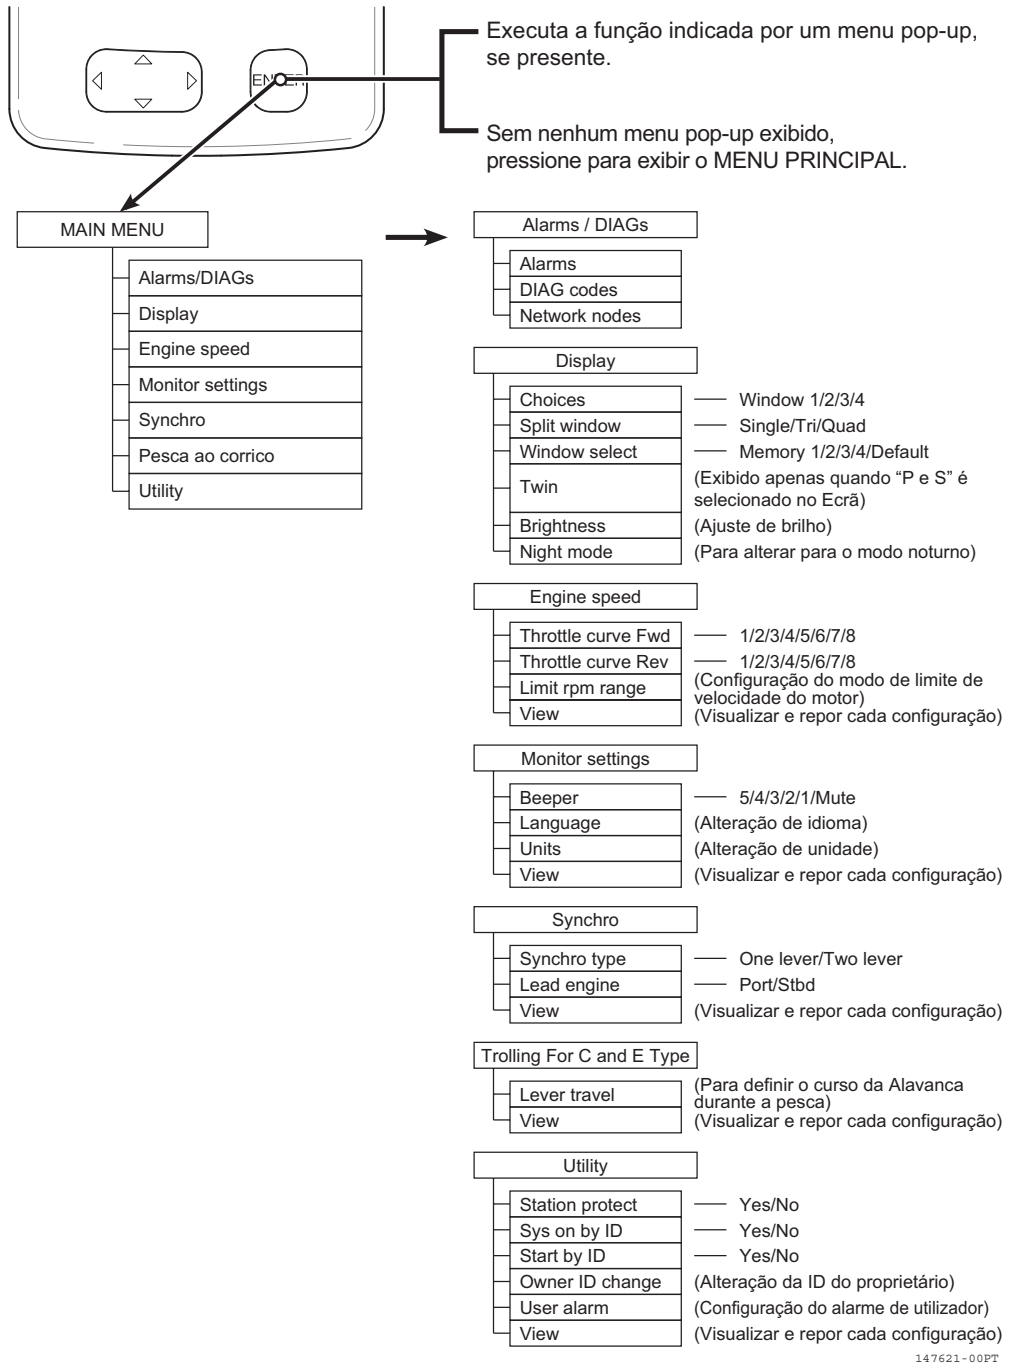 Executa a função indicada por um menu pop-up,
se presente.
ENTER
Sem nenhum menu pop-up exibido,
pressione para exibir o MENU PRINCIPAL.
MAIN MENU
Alarms/DIAGs
Display
Engine speed
Monitor settings
Synchro
Pesca ao corrico
Utility
Alarms / DIAGs
Alarms
DIAG codes
Network nodes
Display
Choices Window 1/2/3/4
Split window Single/Tri/Quad
Window select Memory 1/2/3/4/Default
Twin (Exibido apenas quando “P e S” é
selecionado no Ecrã)
Brightness (Ajuste de brilho)
Night mode (Para alterar para o modo noturno)
Engine speed
Throttle curve Fwd 1/2/3/4/5/6/7/8
Throttle curve Rev 1/2/3/4/5/6/7/8
Limit rpm range (Configuração do modo de limite de
velocidade do motor)
View (Visualizar e repor cada configuração)
Monitor settings
Beeper 5/4/3/2/1/Mute
Language (Alteração de idioma)
Units (Alteração de unidade)
View (Visualizar e repor cada configuração)
Synchro
Synchro type One lever/Two lever
Lead engine Port/Stbd
View (Visualizar e repor cada configuração)
Trolling For C and E Type
Lever travel (Para definir o curso da Alavanca
durante a pesca)
View (Visualizar e repor cada configuração)
Utility
Station protect Yes/No
Sys on by ID Yes/No
Start by ID Yes/No
Owner ID change (Alteração da ID do proprietário)
User alarm (Configuração do alarme de utilizador)
View (Visualizar e repor cada configuração)
147621-00PT